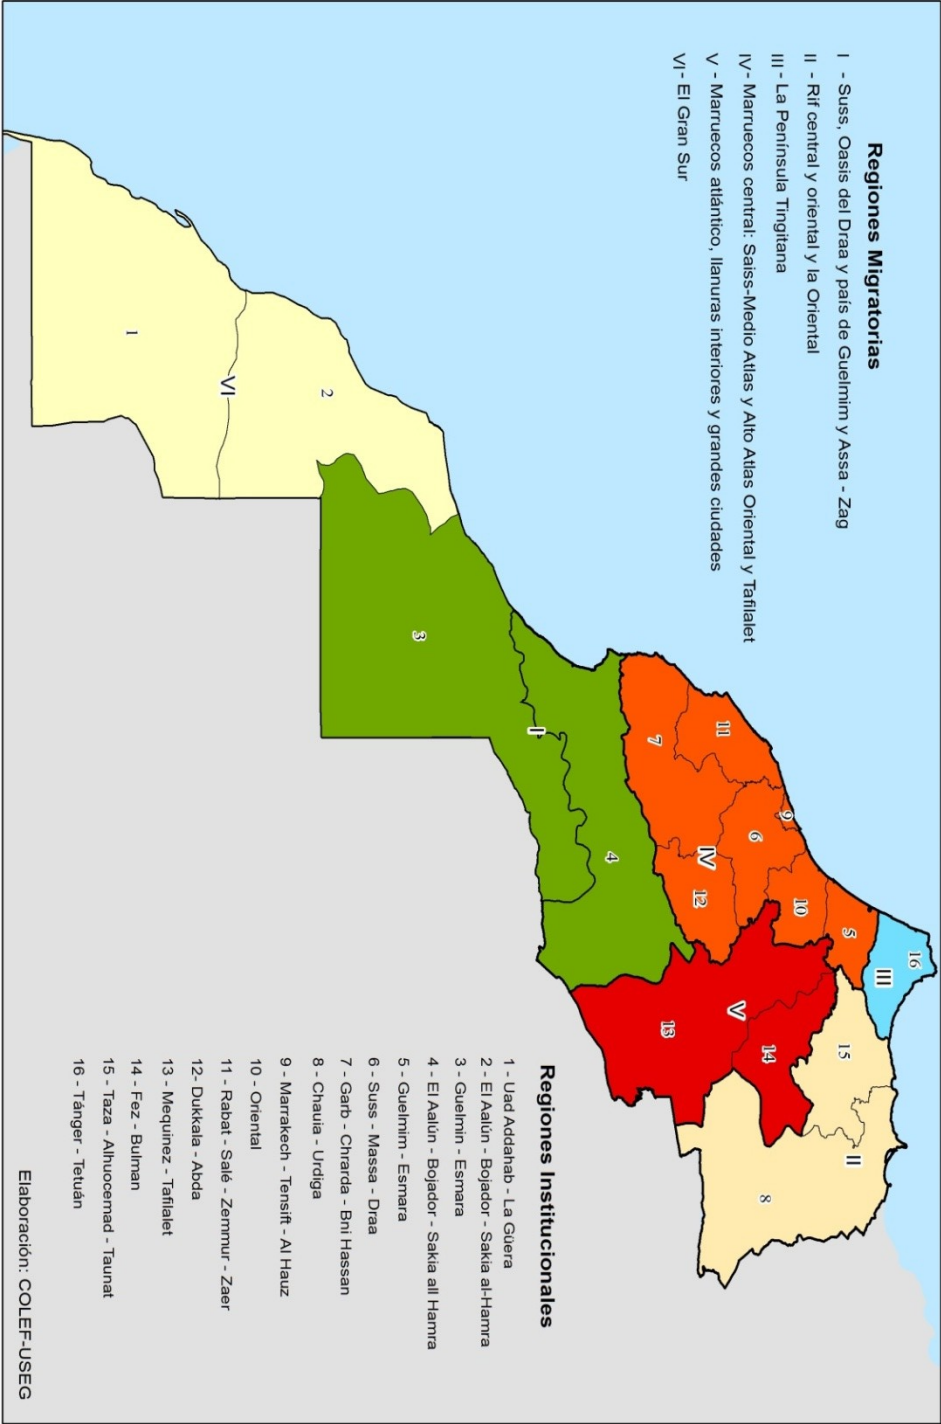 Regiones Migratorias
I - Suss, Oasis del Draa y país de Guelmim y Assa - Zag
II - Rif central y oriental y la Oriental
III - La Península Tingitana
IV - Marruecos central: Saiss-Medio Atlas y Alto Atlas Oriental y Tafilalet
V - Marruecos atlántico, llanuras interiores y grandes ciudades
VI - El Gran Sur
16
III
5
15
II
11
9
6
10
14
8
7
IV
12
V
13
4
I
3
2
VI
1
Regiones Institucionales
1 - Uad Addahab - La Güera
2 - El Aalún - Bojador - Sakia al-Hamra
3 - Guelmin - Esmara
4 - El Aalún - Bojador - Sakia all Hamra
5 - Guelmim - Esmara
6 - Suss - Massa - Draa
7 - Garb - Chrarda - Bni Hassan
8 - Chauia - Urdiga
9 - Marrakech - Tensift - Al Hauz
10 - Oriental
11 - Rabat - Salé - Zemmur - Zaer
12- Dukkala - Abda
13 - Mequinez - Tafilalet
14 - Fez - Bulman
15 - Taza - Alhuocemad - Taunat
16 - Tánger - Tetuán
Elaboración: COLEF-USEG